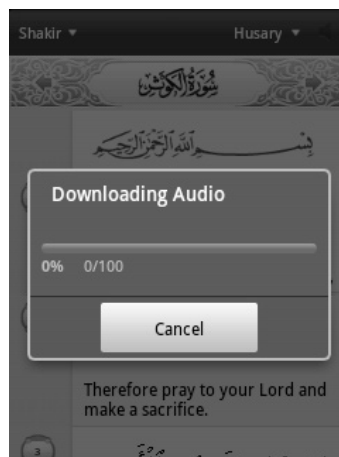 Shakir Husary
سُورَةُ الْكَوْثَرِ
بِسْمِ اللَّهِ الرَّحْمَٰنِ الرَّحِيمِ
Downloading Audio
0% 0/100
Cancel
Therefore pray to your Lord and
make a sacrifice.
3